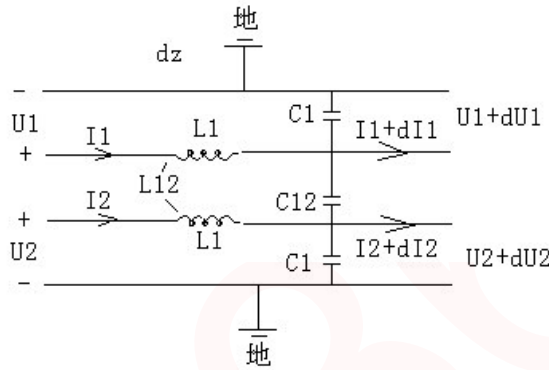 地
dz
−
U1
+
I1
L1
C1
I1+dI1
U1+dU1
L12
C12
+
I2
L1
I2+dI2
U2
C1
U2+dU2
−
地